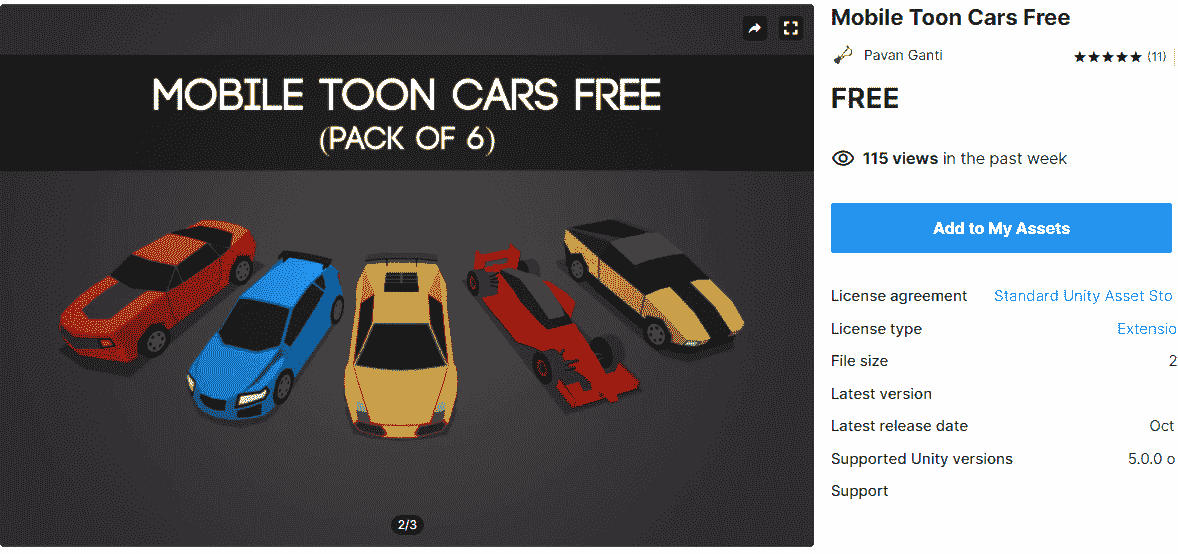 MOBILE TOON CARS FREE
(PACK OF 6)
2/3
Mobile Toon Cars Free
Pavan Ganti
★★★★★ (11)
FREE
115 views in the past week
Add to My Assets
License agreement Standard Unity Asset Sto
License type Extensio
File size 2
Latest version
Latest release date Oct
Supported Unity versions 5.0.0 o
Support